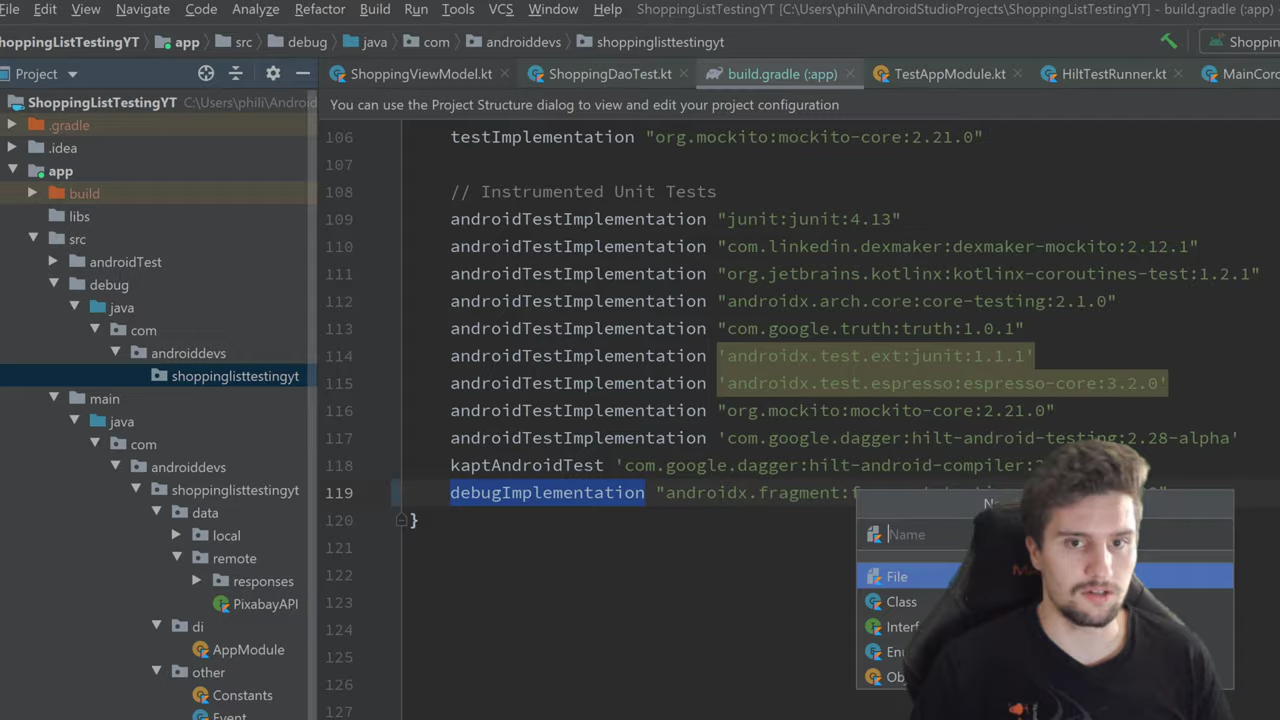 File Edit View Navigate Code Analyze Refactor Build Run Tools VCS Window Help ShoppingListTestingYT [C:\Users\phili\AndroidStudioProjects\ShoppingListTestingYT] - build.gradle (:app)
hoppingListTestingYT app src debug java com androiddevs shoppinglisttestingyt
Project
ShoppingViewModel.kt ShoppingDaoTest.kt build.gradle (:app) TestAppModule.kt HiltTestRunner.kt
You can use the Project Structure dialog to view and edit your project configuration
ShoppingListTestingYT C:\Users\phili\Android
.gradle
.idea
app
build
libs
src
androidTest
debug
java
com
androiddevs
shoppinglisttestingyt
main
java
com
androiddevs
shoppinglisttestingyt
data
local
remote
responses
PixabayAPI
di
AppModule
other
Constants
Event
106 testImplementation "org.mockito:mockito-core:2.21.0"
107
108 // Instrumented Unit Tests
109 androidTestImplementation "junit:junit:4.13"
110 androidTestImplementation "com.linkedin.dexmaker:dexmaker-mockito:2.12.1"
111 androidTestImplementation "org.jetbrains.kotlinx:kotlinx-coroutines-test:1.2.1"
112 androidTestImplementation "androidx.arch.core:core-testing:2.1.0"
113 androidTestImplementation "com.google.truth:truth:1.0.1"
114 androidTestImplementation 'androidx.test.ext:junit:1.1.1'
115 androidTestImplementation 'androidx.test.espresso:espresso-core:3.2.0'
116 androidTestImplementation "org.mockito:mockito-core:2.21.0"
117 androidTestImplementation 'com.google.dagger:hilt-android-testing:2.28-alpha'
118 kaptAndroidTest 'com.google.dagger:hilt-android-compiler:
119 debugImplementation "androidx.fragment:
120 }
121
122
123
124
125
126
127
Name
File
Class